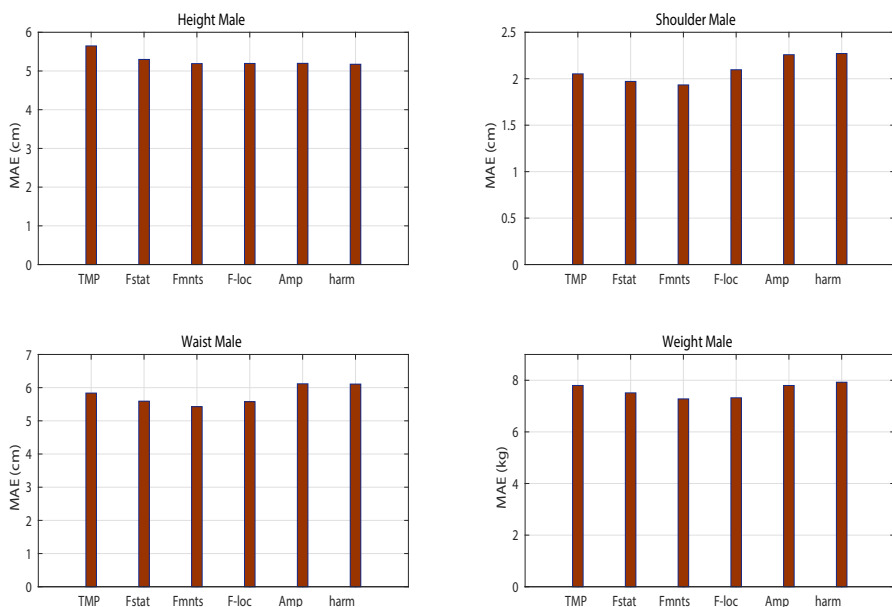 Height Male
MAE (cm)
6
5
4
3
2
1
0
TMP Fstat Fmnts F-loc Amp harm
Shoulder Male
MAE (cm)
2.5
2
1.5
1
0.5
0
TMP Fstat Fmnts F-loc Amp harm
Waist Male
MAE (cm)
7
6
5
4
3
2
1
0
TMP Fstat Fmnts F-loc Amp harm
Weight Male
MAE (kg)
8
6
4
2
0
TMP Fstat Fmnts F-loc Amp harm